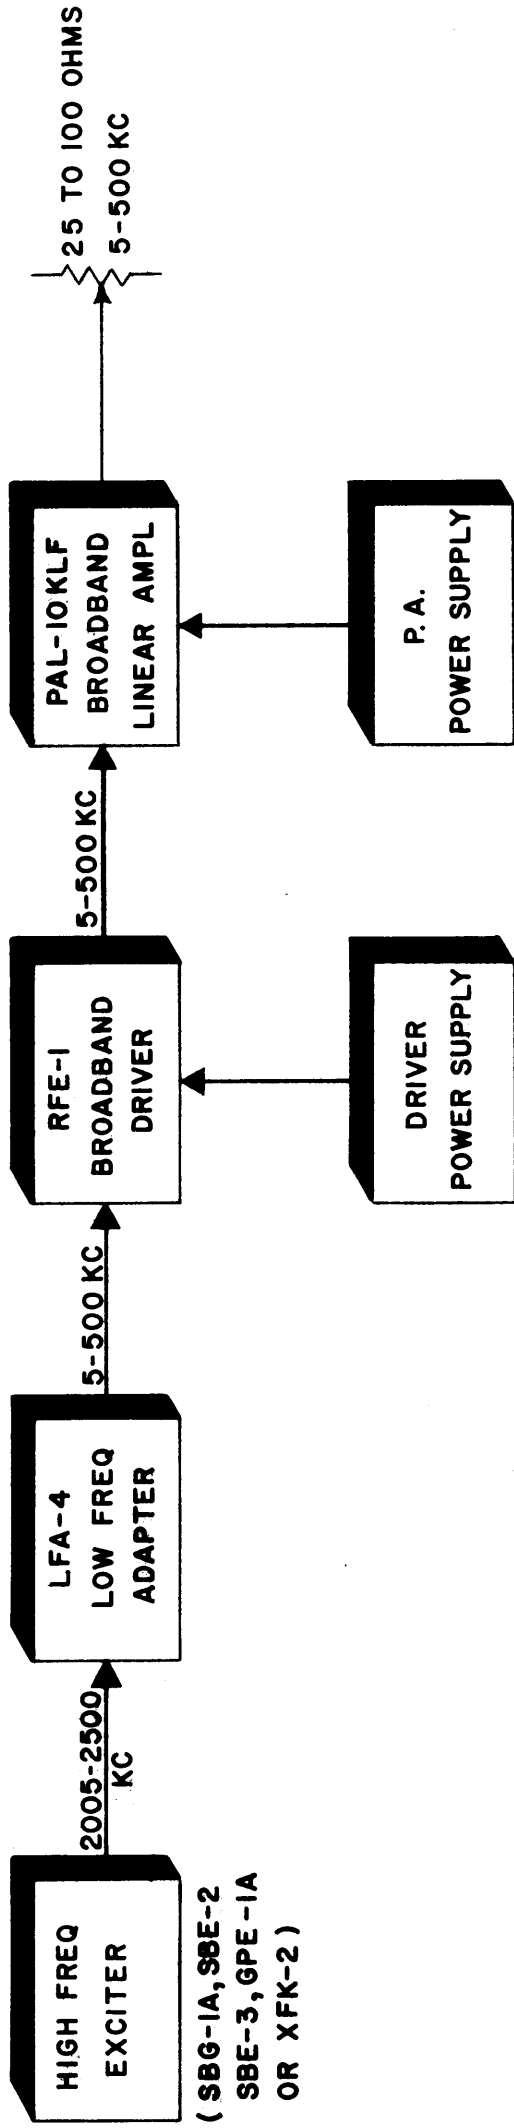 HIGH FREQ
EXCITER
(SBG-1A, SBE-2
SBE-3, GPE-1A
OR XFK-2)
2005-2500
KC
LFA-4
LOW FREQ
ADAPTER
5-500 KC
RFE-1
BROADBAND
DRIVER
DRIVER
POWER SUPPLY
5-500 KC
PAL-10KLF
BROADBAND
LINEAR AMPL
P.A.
POWER SUPPLY
25 TO 100 OHMS
5-500 KC